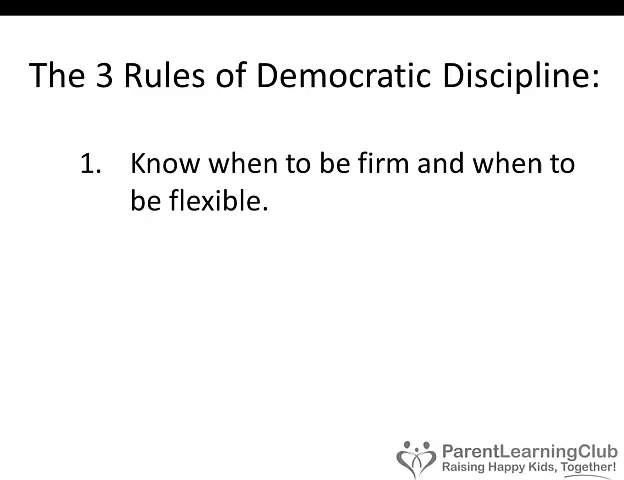 The 3 Rules of Democratic Discipline:
1. Know when to be firm and when to
be flexible.
ParentLearningClub
Raising Happy Kids, Together!